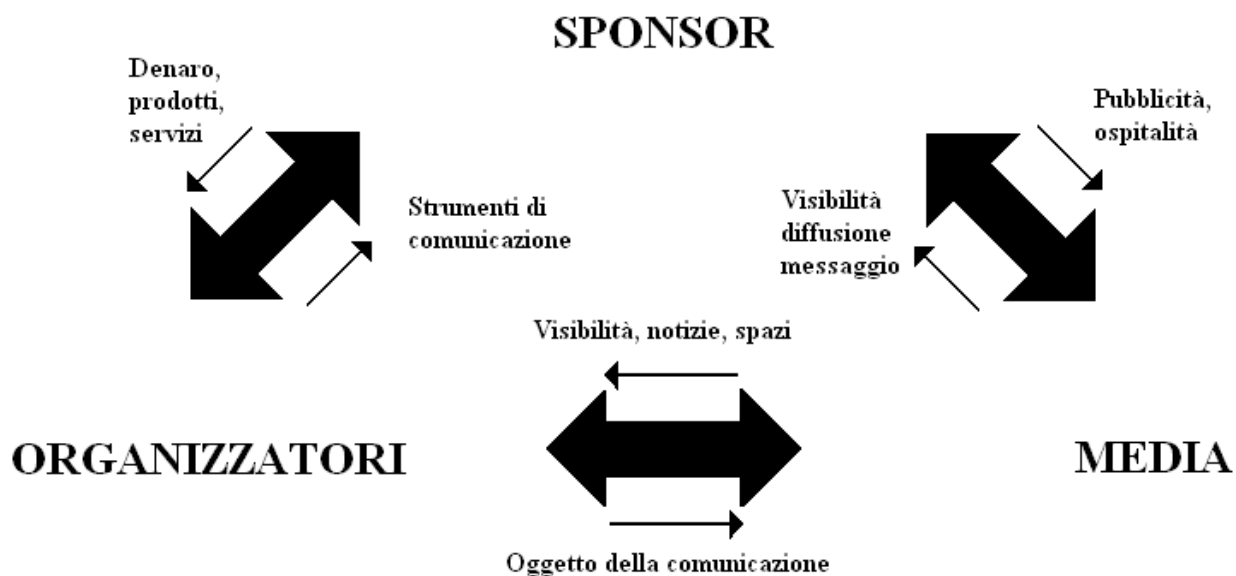 SPONSOR
Denaro,
prodotti,
servizi
Pubblicità,
ospitalità
Strumenti di
comunicazione
Visibilità
diffusione
messaggio
Visibilità, notizie, spazi
ORGANIZZATORI
MEDIA
Oggetto della comunicazione